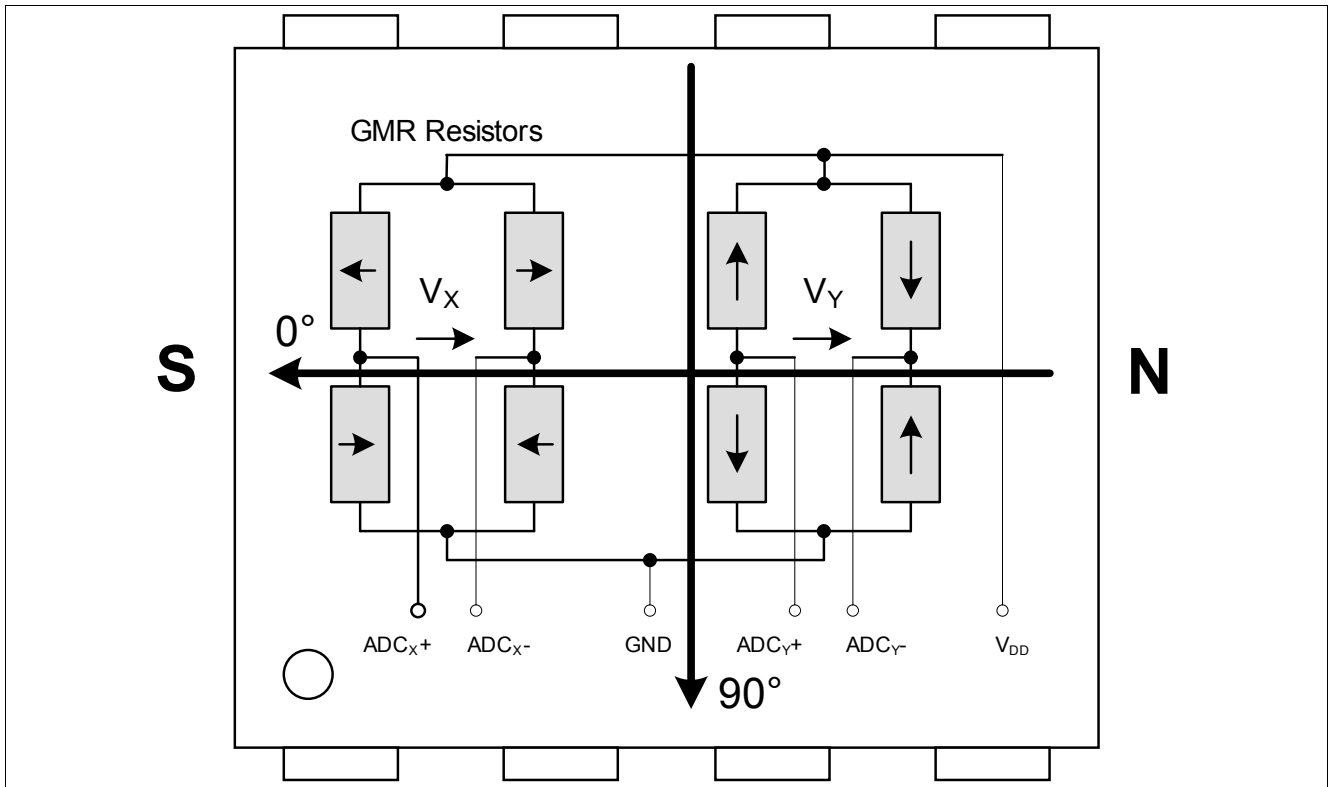 GMR Resistors
V_X
V_Y
0°
S
N
ADC_X+
ADC_X-
GND
ADC_Y+
ADC_Y-
V_DD
90°